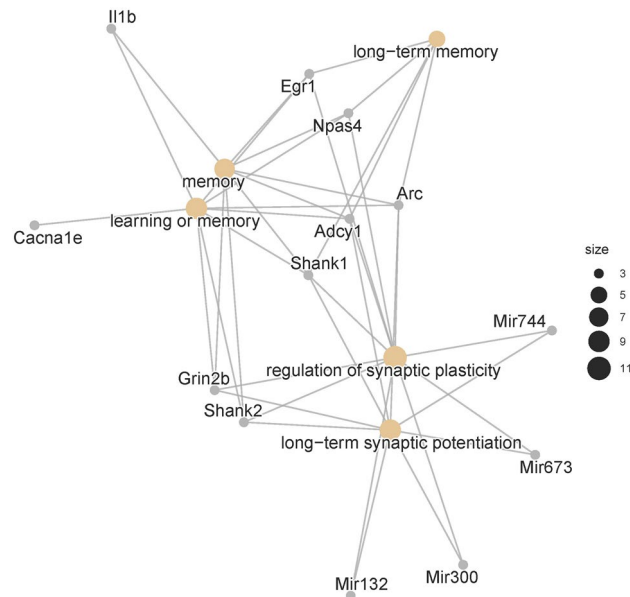 Il1b
long-term memory
Egr1
Npas4
memory
Arc
learning or memory
Adcy1
Cacna1e
Shank1
size
3
5
7
9
11
Mir744
regulation of synaptic plasticity
Grin2b
Shank2
long-term synaptic potentiation
Mir673
Mir132
Mir300